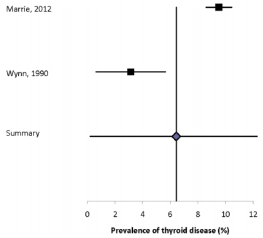 Marrie, 2012
Wynn, 1990
Summary
0 2 4 6 8 10 12
Prevalence of thyroid disease (%)